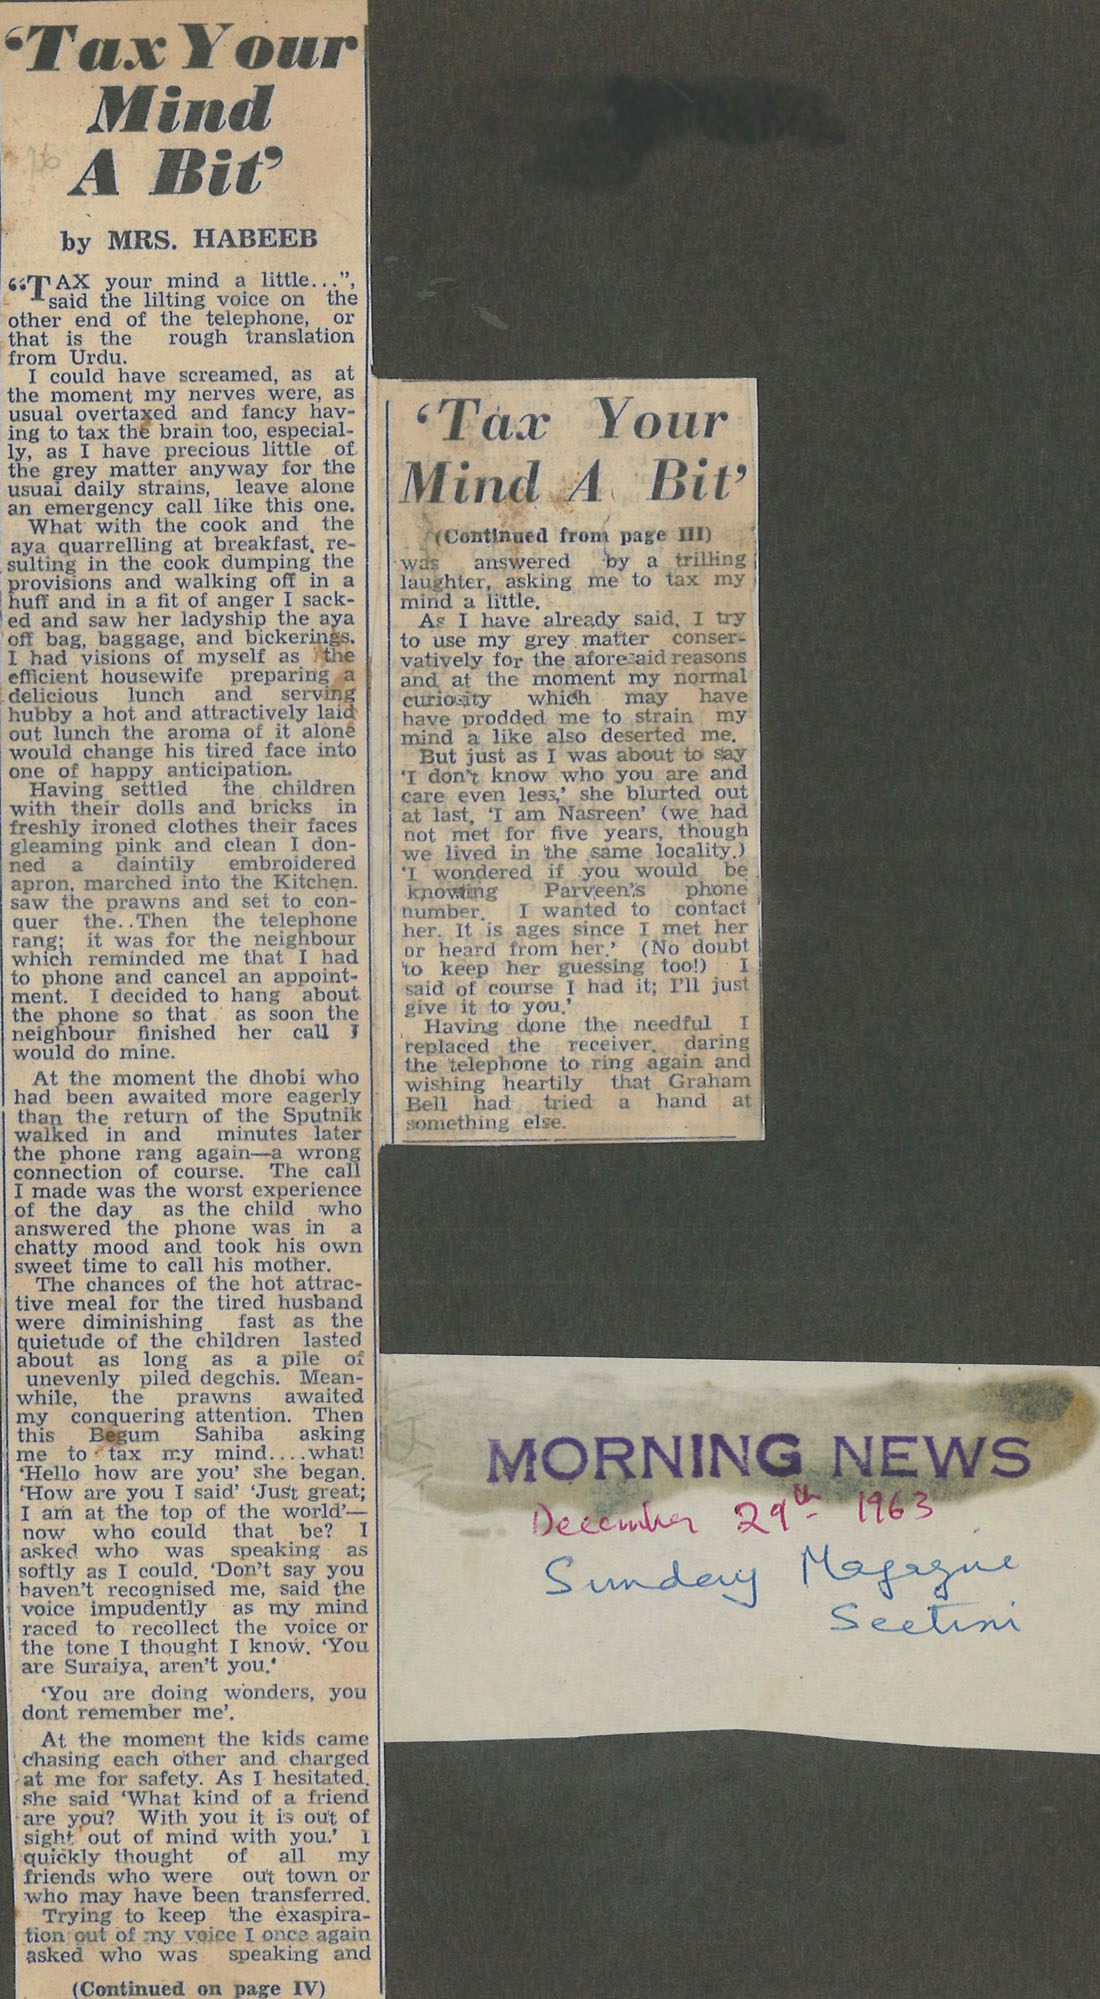 ‘Tax Your
Mind
A Bit’
26
by MRS. HABEEB
“TAX your mind a little...”,
said the lilting voice on the
other end of the telephone, or
that is the rough translation
from Urdu.
I could have screamed, as at
the moment my nerves were, as
usual overtaxed and fancy hav-
ing to tax the brain too, especial-
ly, as I have precious little of
the grey matter anyway for the
usual daily strains, leave alone
an emergency call like this one.
What with the cook and the
aya quarrelling at breakfast, re-
sulting in the cook dumping the
provisions and walking off in a
huff and in a fit of anger I sack-
ed and saw her ladyship the aya
off bag, baggage, and bickerings.
I had visions of myself as the
efficient housewife preparing a
delicious lunch and serving
hubby a hot and attractively laid
out lunch the aroma of it alone
would change his tired face into
one of happy anticipation.
Having settled the children
with their dolls and bricks in
freshly ironed clothes their faces
gleaming pink and clean I don-
ned a daintily embroidered
apron, marched into the Kitchen.
saw the prawns and set to con-
quer the..Then the telephone
rang; it was for the neighbour
which reminded me that I had
to phone and cancel an appoint-
ment. I decided to hang about
the phone so that as soon the
neighbour finished her call I
would do mine.
At the moment the dhobi who
had been awaited more eagerly
than the return of the Sputnik
walked in and minutes later
the phone rang again—a wrong
connection of course. The call
I made was the worst experience
of the day as the child who
answered the phone was in a
chatty mood and took his own
sweet time to call his mother.
The chances of the hot attrac-
tive meal for the tired husband
were diminishing fast as the
quietude of the children lasted
about as long as a pile of
unevenly piled degchis. Mean-
while, the prawns awaited
my conquering attention. Then
this Begum Sahiba asking
me to tax my mind....what!
‘Hello how are you’ she began.
‘How are you I said’ ‘Just great;
I am at the top of the world’—
now who could that be? I
asked who was speaking as
softly as I could. ‘Don’t say you
haven’t recognised me, said the
voice impudently as my mind
raced to recollect the voice or
the tone I thought I know. ‘You
are Suraiya, aren’t you.’
‘You are doing wonders, you
dont remember me’.
At the moment the kids came
chasing each other and charged
at me for safety. As I hesitated,
she said ‘What kind of a friend
are you? With you it is out of
sight out of mind with you.’ I
quickly thought of all my
friends who were out town or
who may have been transferred.
Trying to keep the exaspira-
tion out of my voice I once again
asked who was speaking and
(Continued on page IV)
‘Tax Your
Mind A Bit’
(Continued from page III)
was answered by a trilling
laughter, asking me to tax my
mind a little.
As I have already said, I try
to use my grey matter conser-
vatively for the aforesaid reasons
and at the moment my normal
curiosity which may have
have prodded me to strain my
mind a like also deserted me.
But just as I was about to say
‘I don’t know who you are and
care even less,’ she blurted out
at last, ‘I am Nasreen’ (we had
not met for five years, though
we lived in the same locality.)
‘I wondered if you would be
knowing Parveen’s phone
number. I wanted to contact
her. It is ages since I met her
or heard from her.’ (No doubt
to keep her guessing too!) I
said of course I had it; I’ll just
give it to you.’
Having done the needful I
replaced the receiver, daring
the telephone to ring again and
wishing heartily that Graham
Bell had tried a hand at
something else.
MORNING NEWS
December 29th 1963
Sunday Magazine
Section